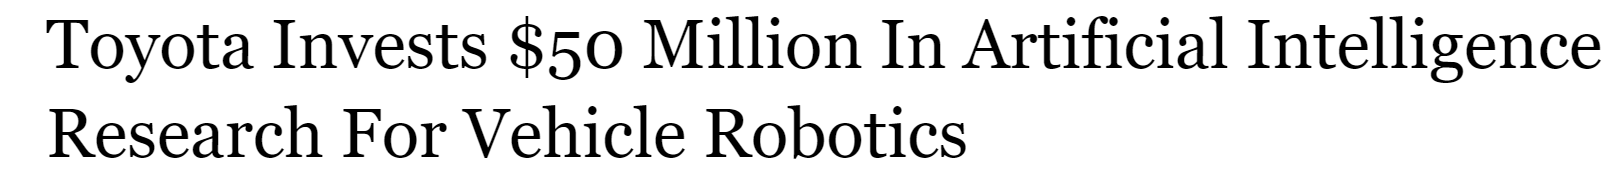 Toyota Invests $50 Million In Artificial Intelligence
Research For Vehicle Robotics